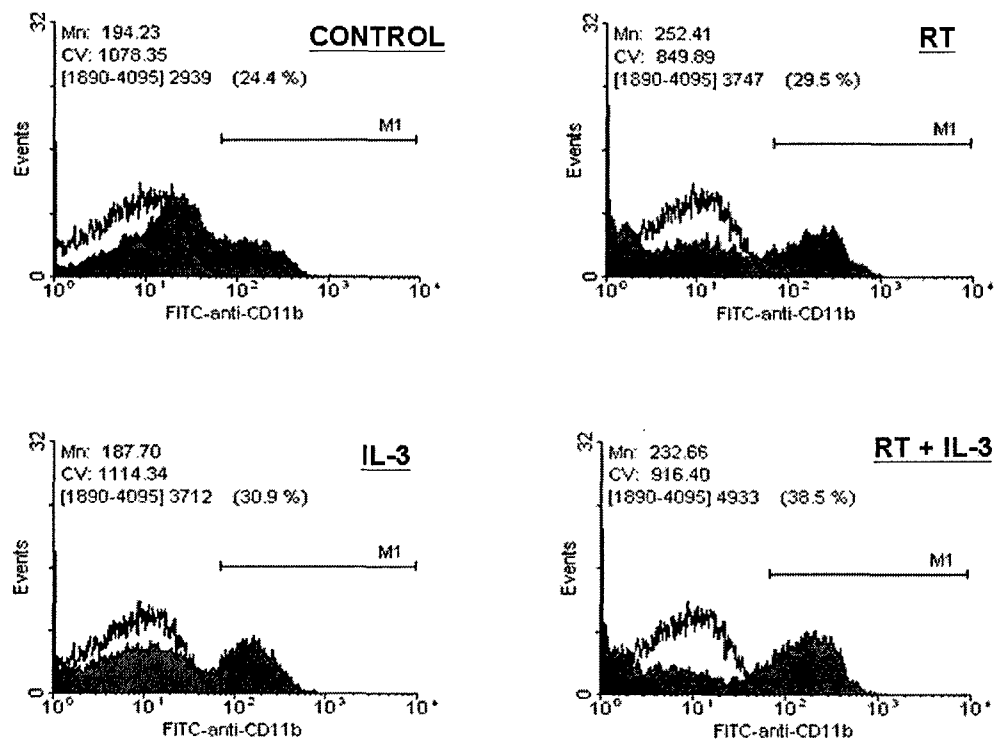 CONTROL
32
Mn: 194.23
CV: 1078.35
[1890-4095] 2939 (24.4 %)
M1
Events
0
10⁰ 10¹ 10² 10³ 10⁴
FITC-anti-CD11b
RT
32
Mn: 252.41
CV: 849.89
[1890-4095] 3747 (29.5 %)
M1
Events
0
10⁰ 10¹ 10² 10³ 10⁴
FITC-anti-CD11b
IL-3
32
Mn: 187.70
CV: 1114.34
[1890-4095] 3712 (30.9 %)
M1
Events
0
10⁰ 10¹ 10² 10³ 10⁴
FITC-anti-CD11b
RT + IL-3
32
Mn: 232.66
CV: 916.40
[1890-4095] 4933 (38.5 %)
M1
Events
0
10⁰ 10¹ 10² 10³ 10⁴
FITC-anti-CD11b